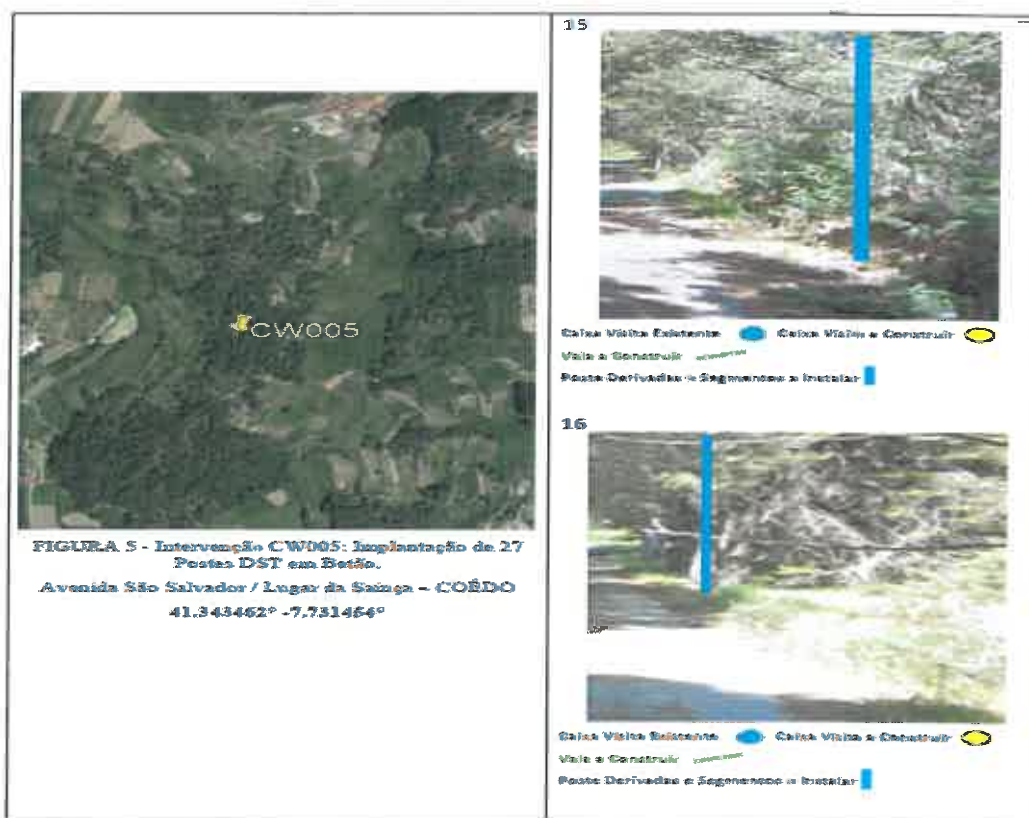 CW005
FIGURA 5 - Intervenção CW005: Implantação de 27
Postes DST em Betão.
Avenida São Salvador / Lugar da Sainça – COÊDO
41.343462° -7.731454°
15
Caixa Visita Existente Caixa Visita a Construir
Vala a Construir
Poste Derivadas e Segmentos a Instalar
16
Caixa Visita Existente Caixa Visita a Construir
Vala a Construir
Poste Derivadas e Segmentos a Instalar